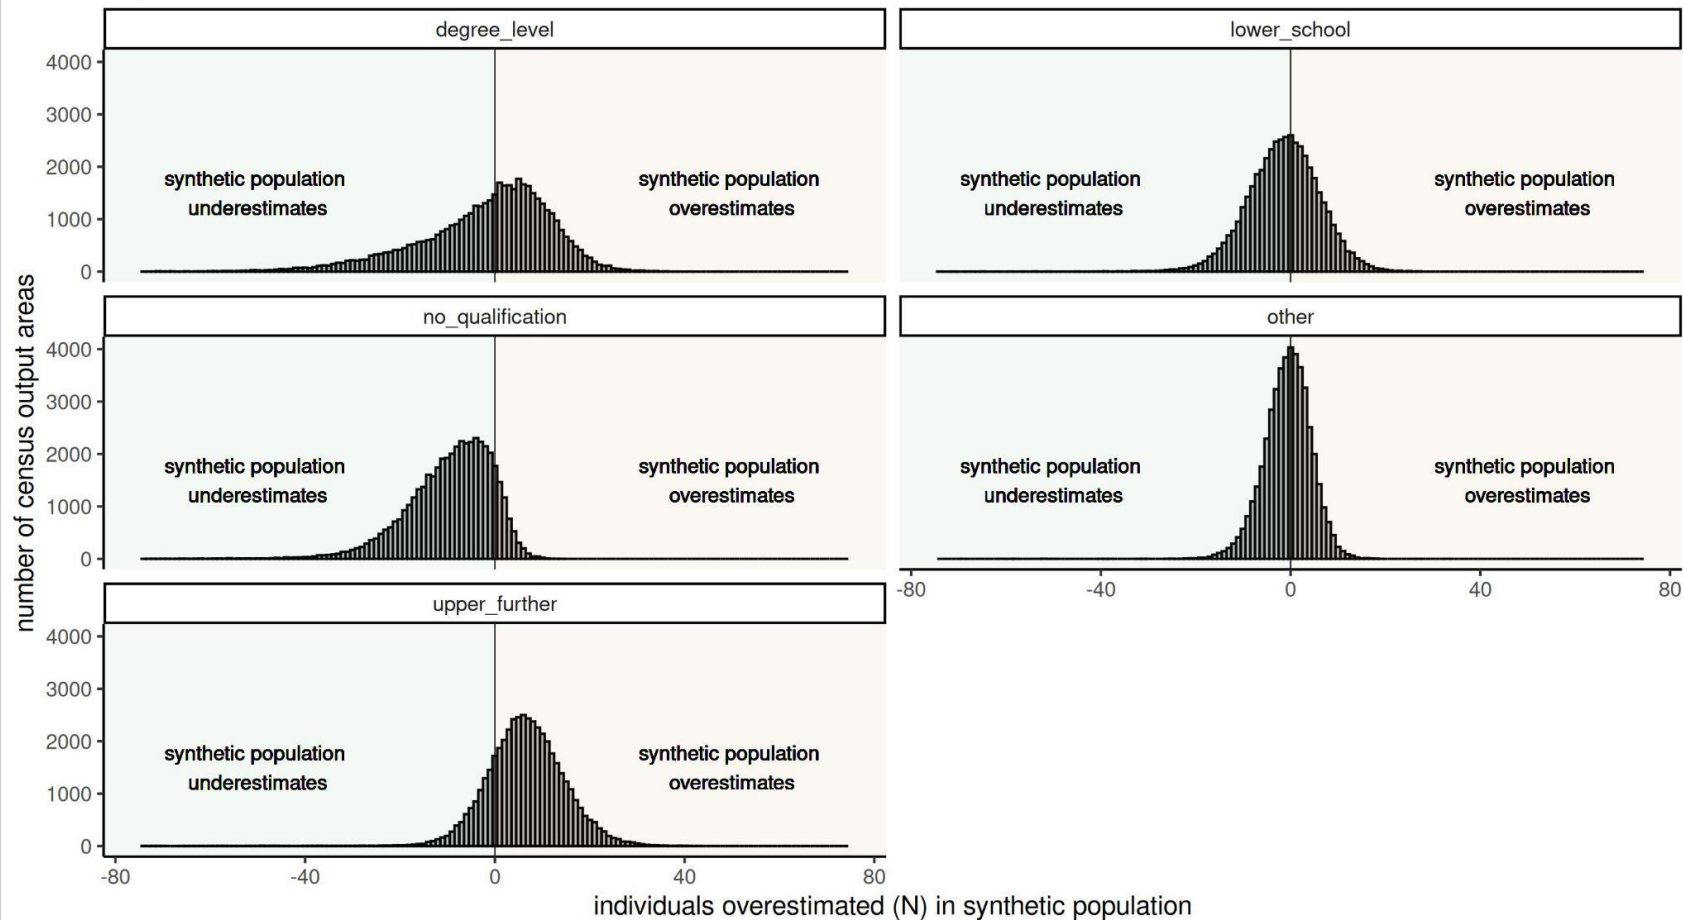 degree_level
lower_school
4000
3000
2000
1000
0
synthetic population
underestimates
synthetic population
overestimates
synthetic population
underestimates
synthetic population
overestimates
no_qualification
other
4000
3000
2000
1000
0
synthetic population
underestimates
synthetic population
overestimates
synthetic population
underestimates
synthetic population
overestimates
-80 -40 0 40 80
number of census output areas
upper_further
4000
3000
2000
1000
0
synthetic population
underestimates
synthetic population
overestimates
-80 -40 0 40 80
individuals overestimated (N) in synthetic population